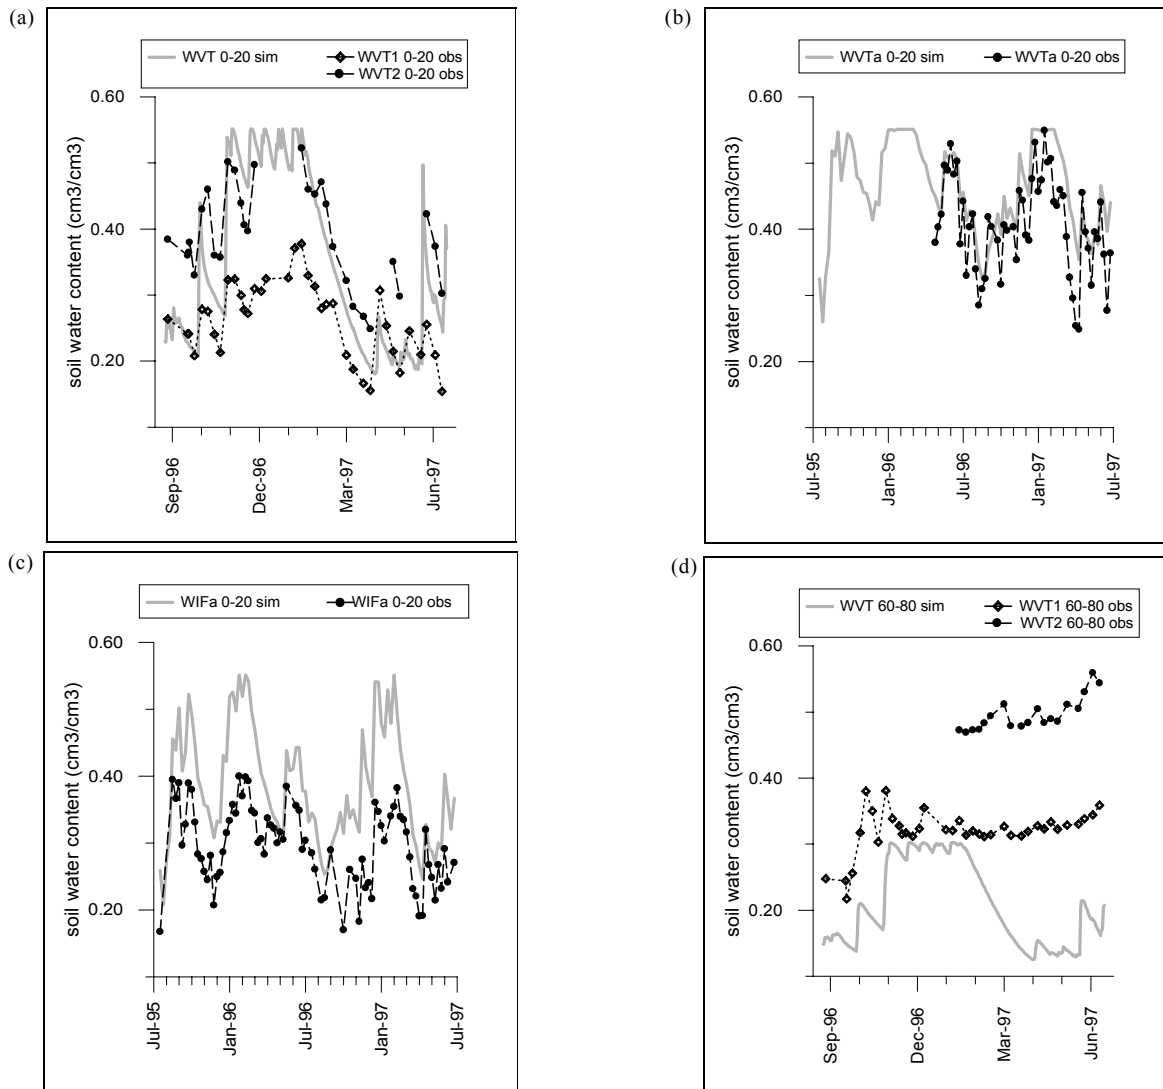 (a)
WVT 0-20 sim
WVT1 0-20 obs
WVT2 0-20 obs
soil water content (cm3/cm3)
0.60
0.40
0.20
Sep-96
Dec-96
Mar-97
Jun-97
(b)
WVTa 0-20 sim
WVTa 0-20 obs
soil water content (cm3/cm3)
0.60
0.40
0.20
Jul-95
Jan-96
Jul-96
Jan-97
Jul-97
(c)
WIFa 0-20 sim
WIFa 0-20 obs
soil water content (cm3/cm3)
0.60
0.40
0.20
Jul-95
Jan-96
Jul-96
Jan-97
Jul-97
(d)
WVT 60-80 sim
WVT1 60-80 obs
WVT2 60-80 obs
soil water content (cm3/cm3)
0.60
0.40
0.20
Sep-96
Dec-96
Mar-97
Jun-97